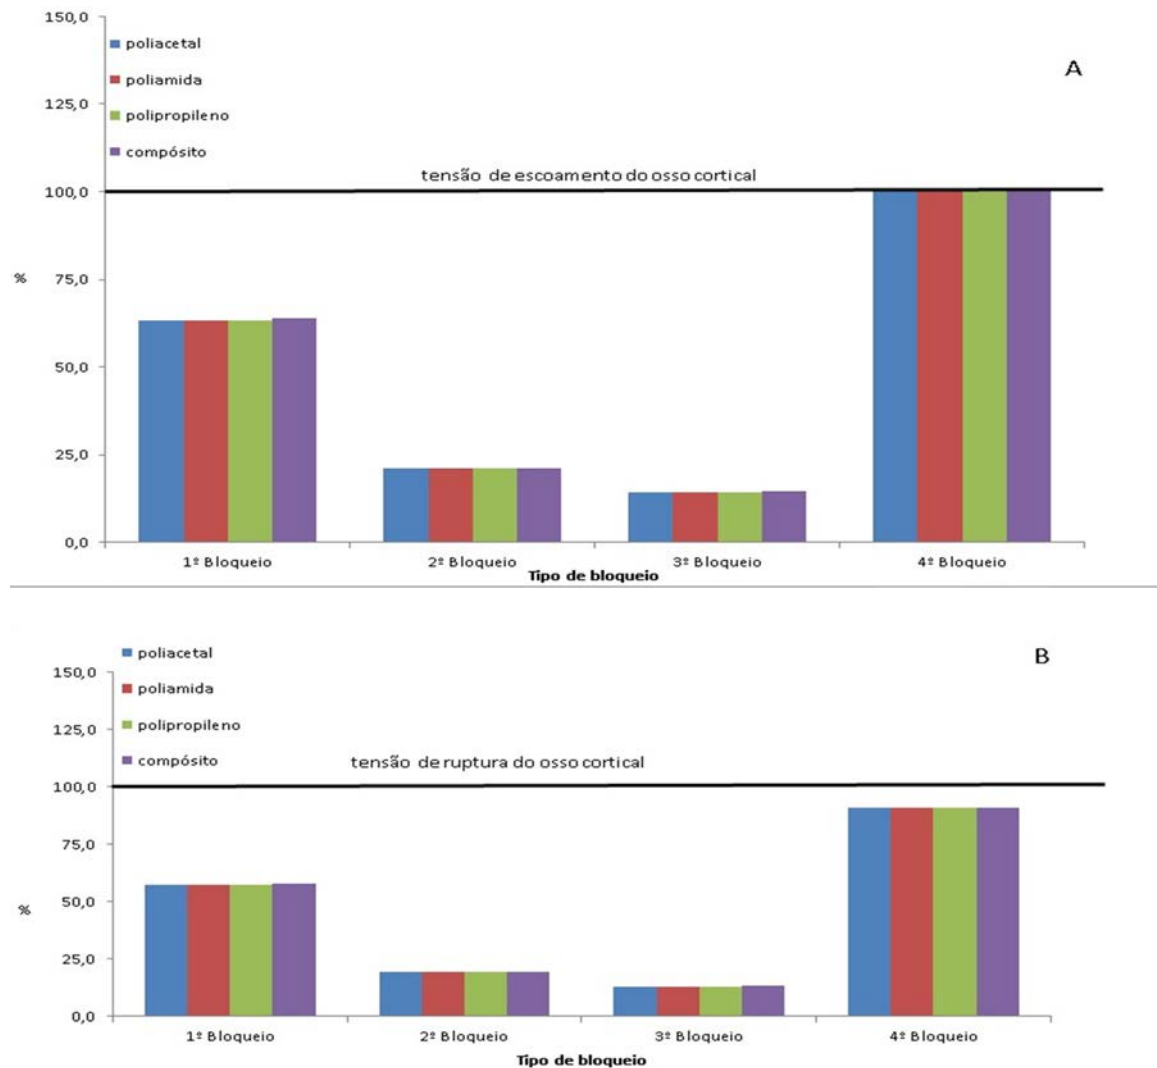 150,0
poliacetal
A
poliamida
125,0
polipropileno
compósito
tensão de escoamento do osso cortical
100,0
%
75,0
50,0
25,0
0,0
1º Bloqueio 2º Bloqueio 3º Bloqueio 4º Bloqueio
Tipo de bloqueio
poliacetal
B
150,0
poliamida
125,0
polipropileno
compósito
tensão de ruptura do osso cortical
100,0
75,0
%
50,0
25,0
0,0
1º Bloqueio 2º Bloqueio 3º Bloqueio 4º Bloqueio
Tipo de bloqueio